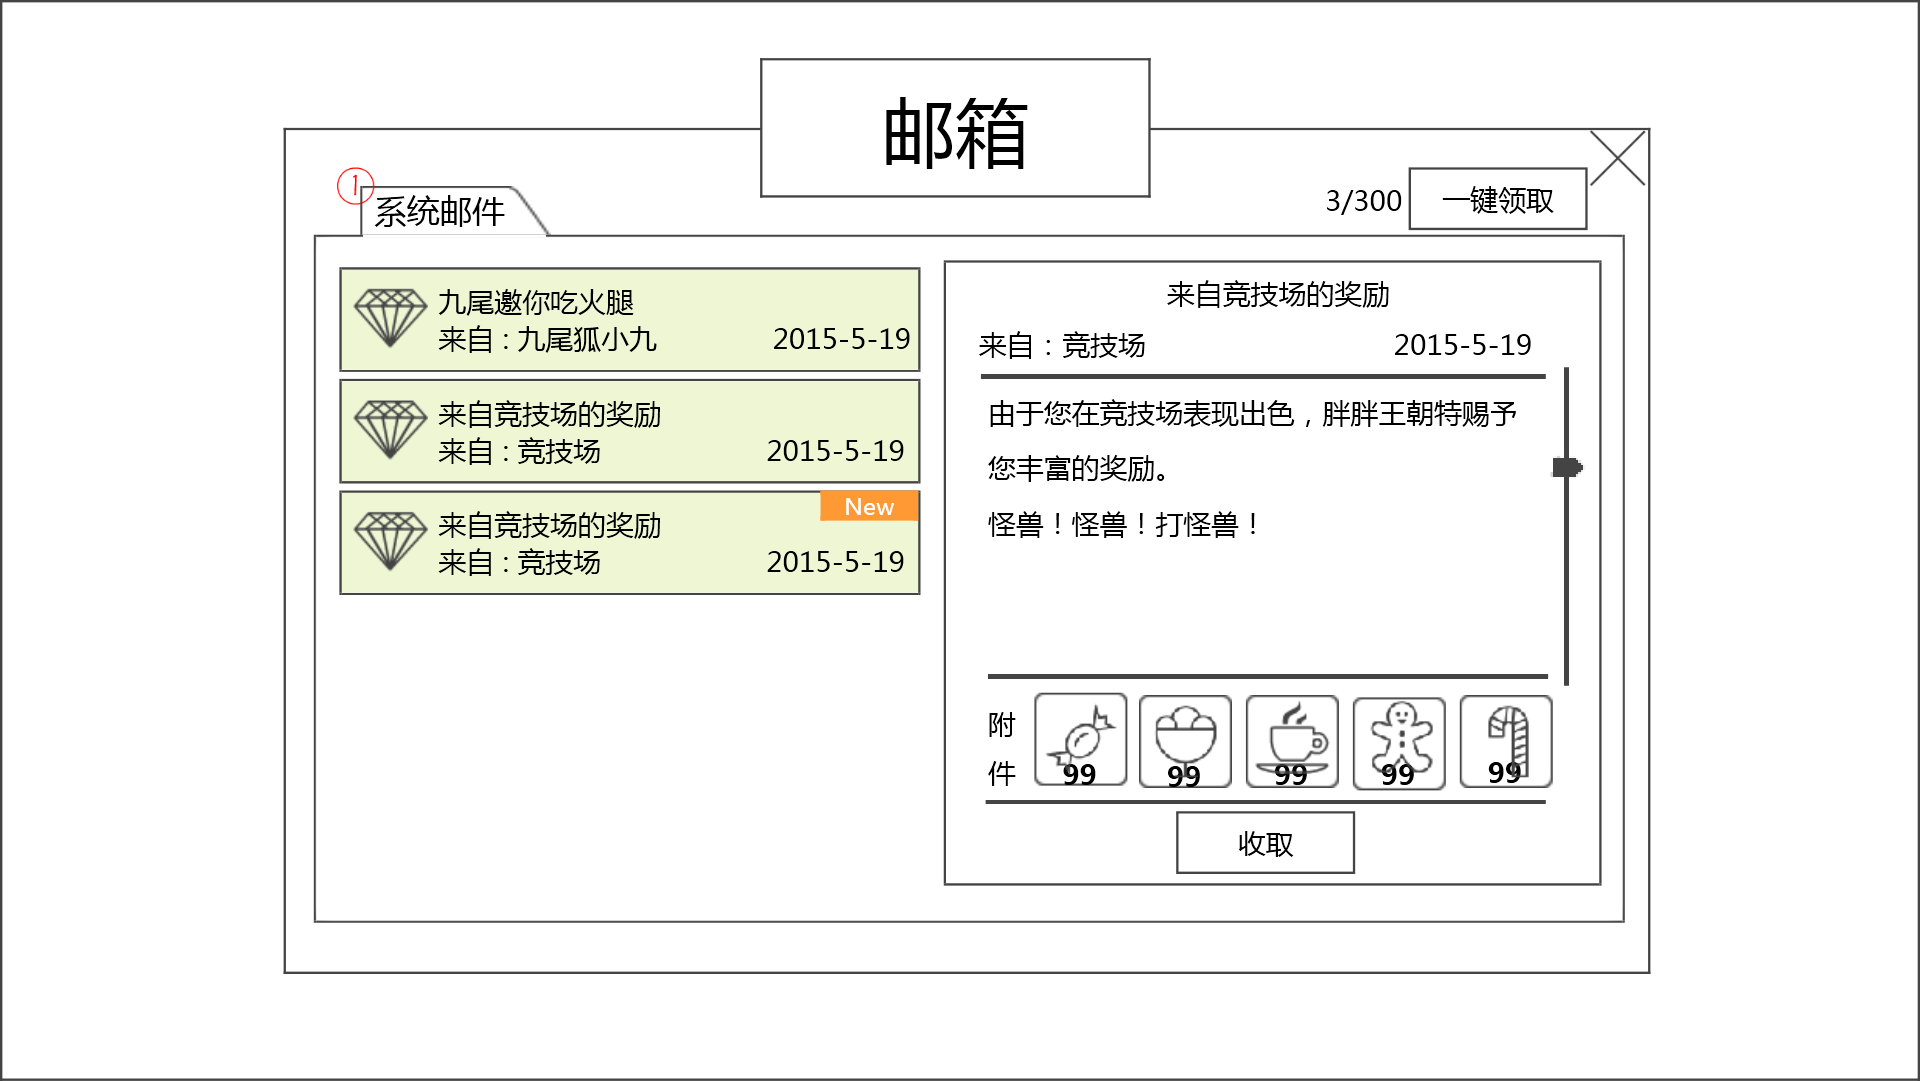 邮箱
1
系统邮件
3/300
一键领取
九尾邀你吃火腿
来自：九尾狐小九 2015-5-19
来自竞技场的奖励
来自：竞技场 2015-5-19
New
来自竞技场的奖励
来自：竞技场 2015-5-19
来自竞技场的奖励
来自：竞技场 2015-5-19
由于您在竞技场表现出色，胖胖王朝特赐予
您丰富的奖励。
怪兽！怪兽！打怪兽！
附
件
99 99 99 99 99
收取